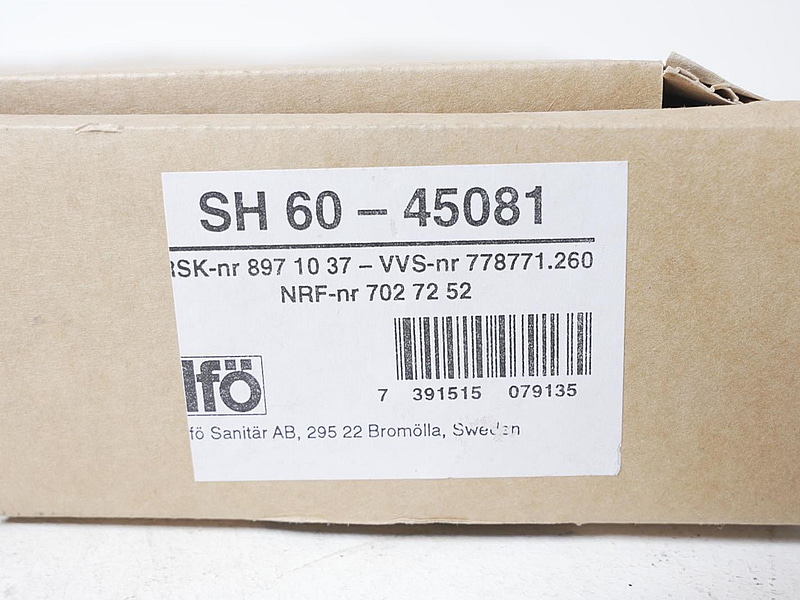 SH 60 – 45081
RSK-nr 897 10 37 – VVS-nr 778771.260
NRF-nr 702 72 52
lfö
7 391515 079135
fö Sanitär AB, 295 22 Bromölla, Sweden